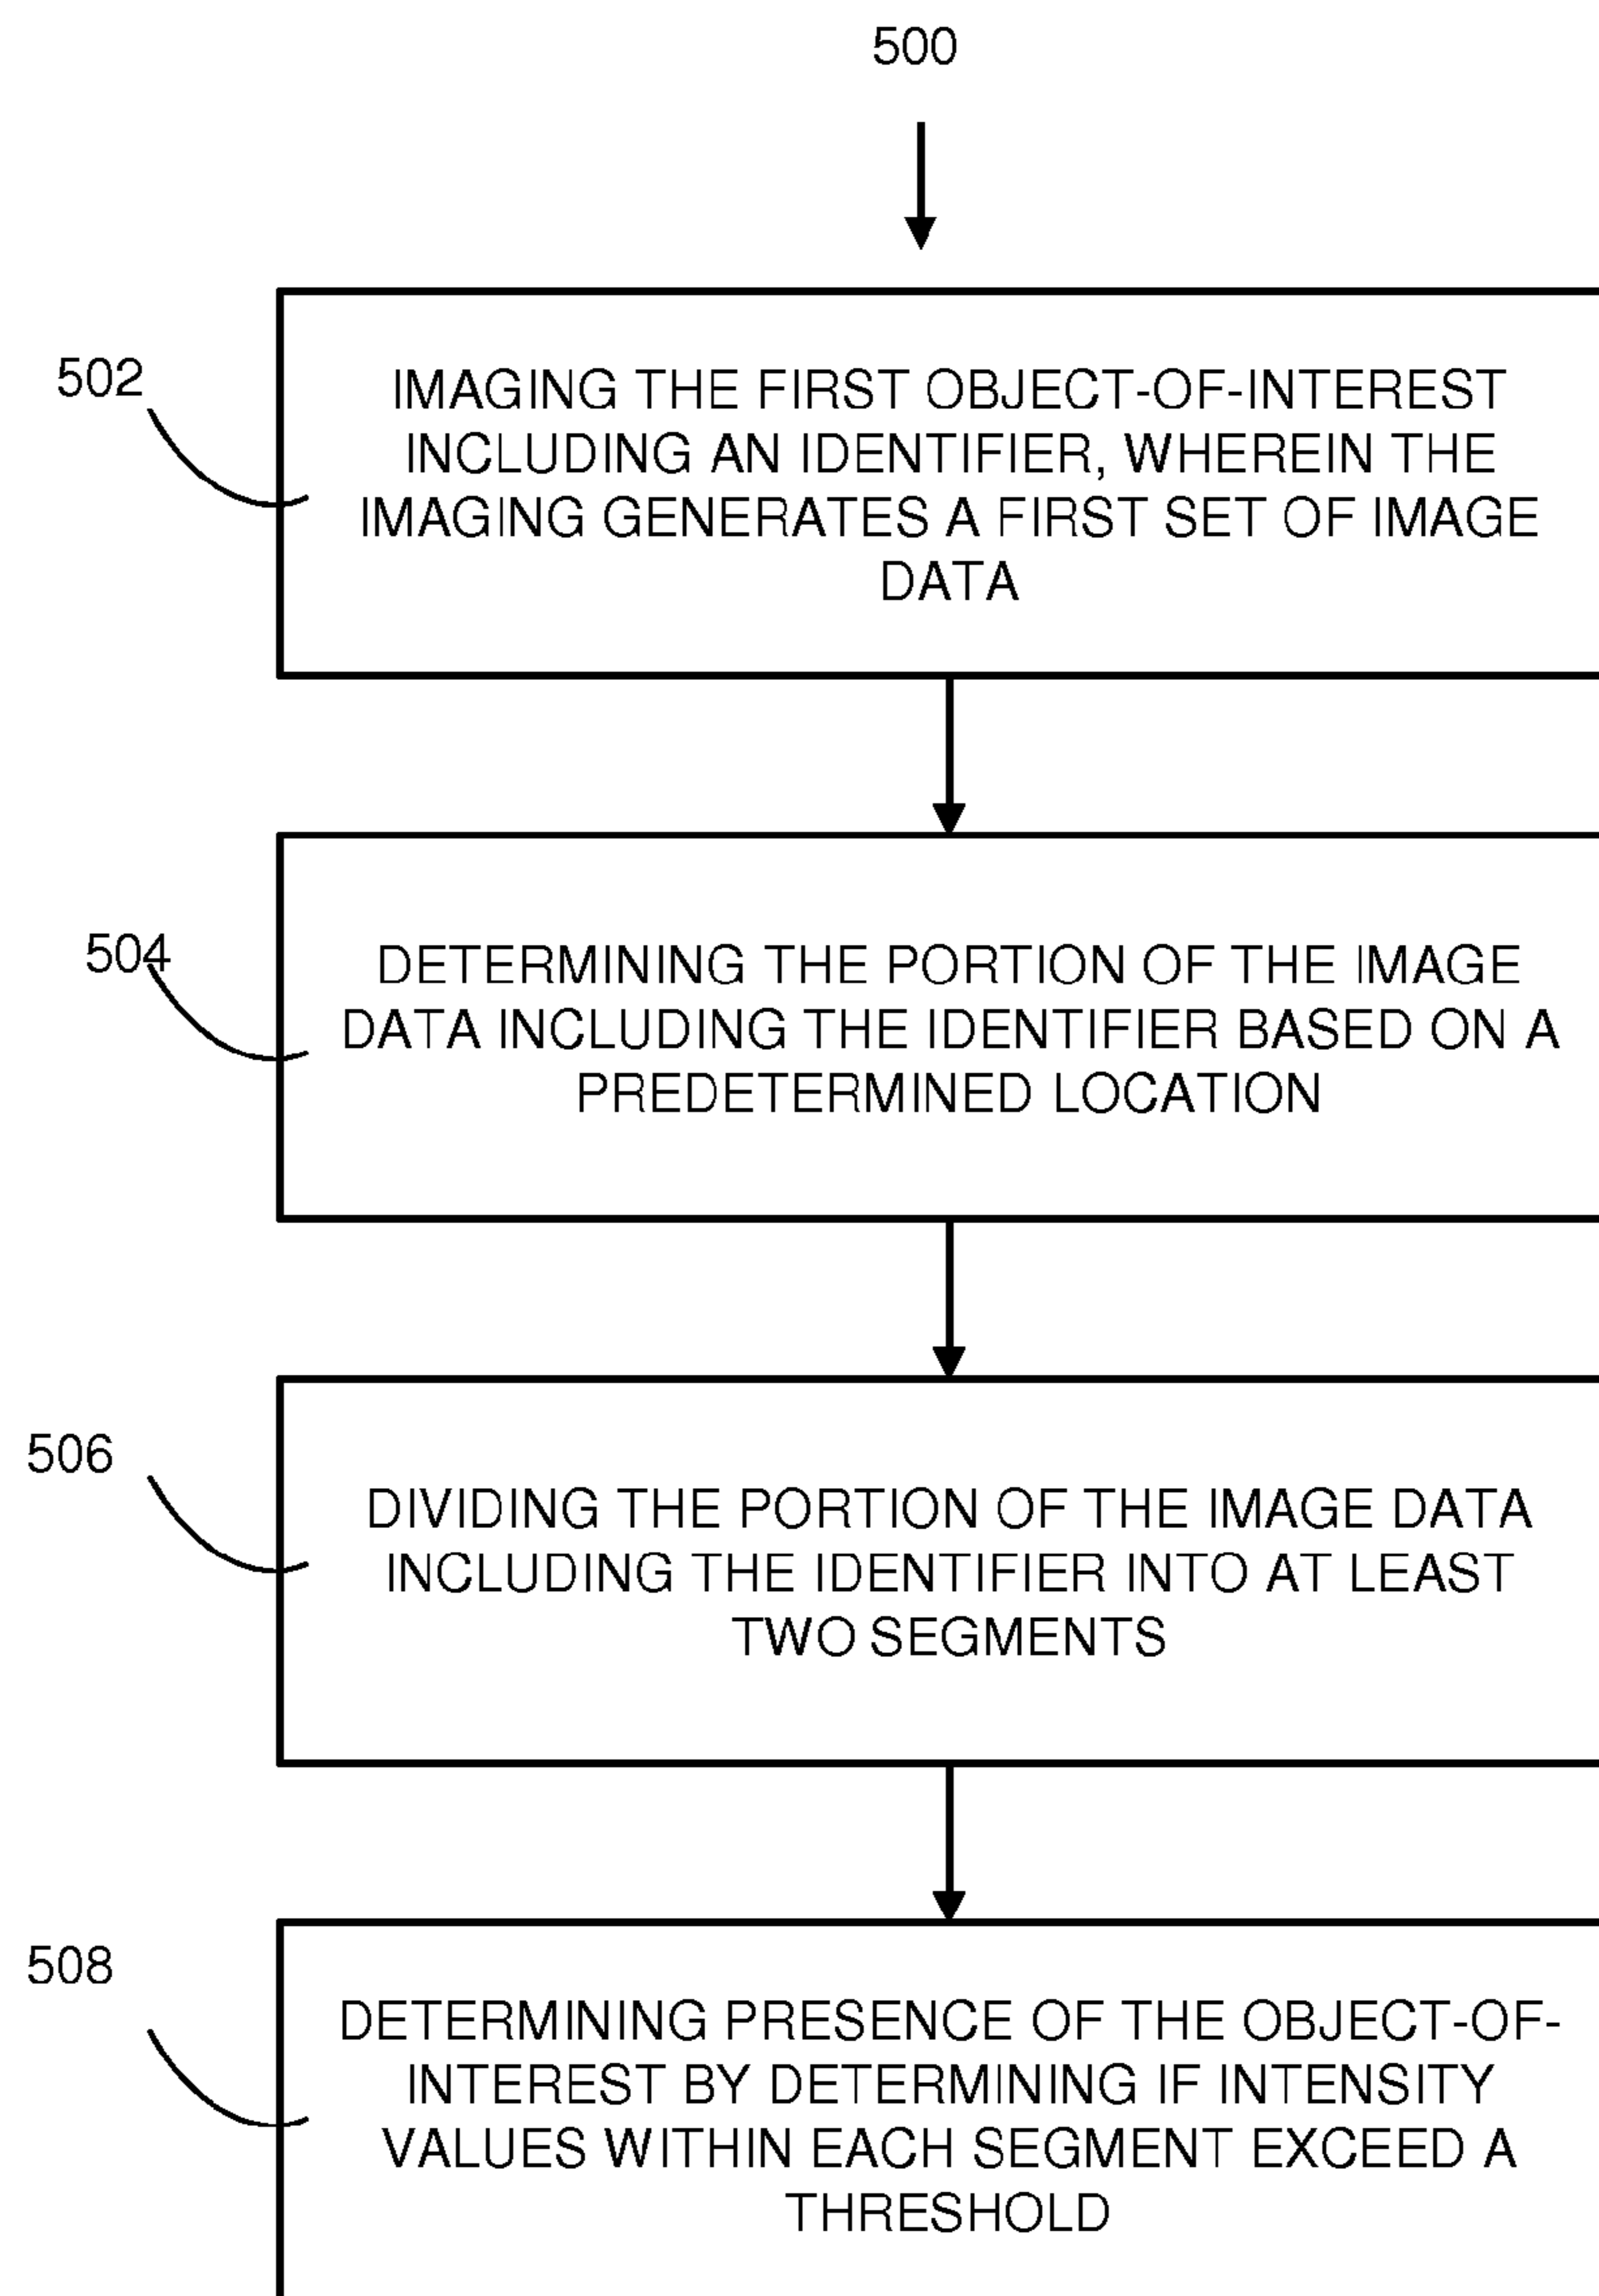 500
502
IMAGING THE FIRST OBJECT-OF-INTEREST
INCLUDING AN IDENTIFIER, WHEREIN THE
IMAGING GENERATES A FIRST SET OF IMAGE
DATA
504
DETERMINING THE PORTION OF THE IMAGE
DATA INCLUDING THE IDENTIFIER BASED ON A
PREDETERMINED LOCATION
506
DIVIDING THE PORTION OF THE IMAGE DATA
INCLUDING THE IDENTIFIER INTO AT LEAST
TWO SEGMENTS
508
DETERMINING PRESENCE OF THE OBJECT-OF-
INTEREST BY DETERMINING IF INTENSITY
VALUES WITHIN EACH SEGMENT EXCEED A
THRESHOLD